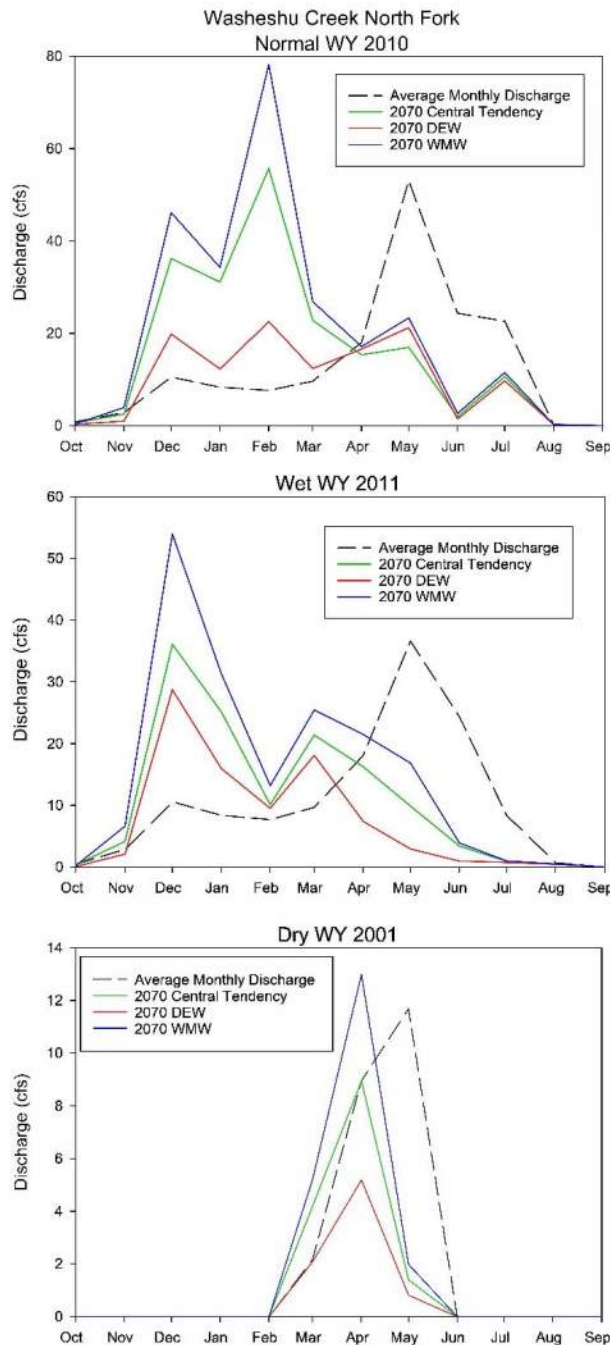 Washeshu Creek North Fork
Normal WY 2010
80
60
40
20
0
Discharge (cfs)
Average Monthly Discharge
2070 Central Tendency
2070 DEW
2070 WMW
Oct Nov Dec Jan Feb Mar Apr May Jun Jul Aug Sep
Wet WY 2011
60
50
40
30
20
10
0
Discharge (cfs)
Average Monthly Discharge
2070 Central Tendency
2070 DEW
2070 WMW
Oct Nov Dec Jan Feb Mar Apr May Jun Jul Aug Sep
Dry WY 2001
14
12
10
8
6
4
2
0
Discharge (cfs)
Average Monthly Discharge
2070 Central Tendency
2070 DEW
2070 WMW
Oct Nov Dec Jan Feb Mar Apr May Jun Jul Aug Sep